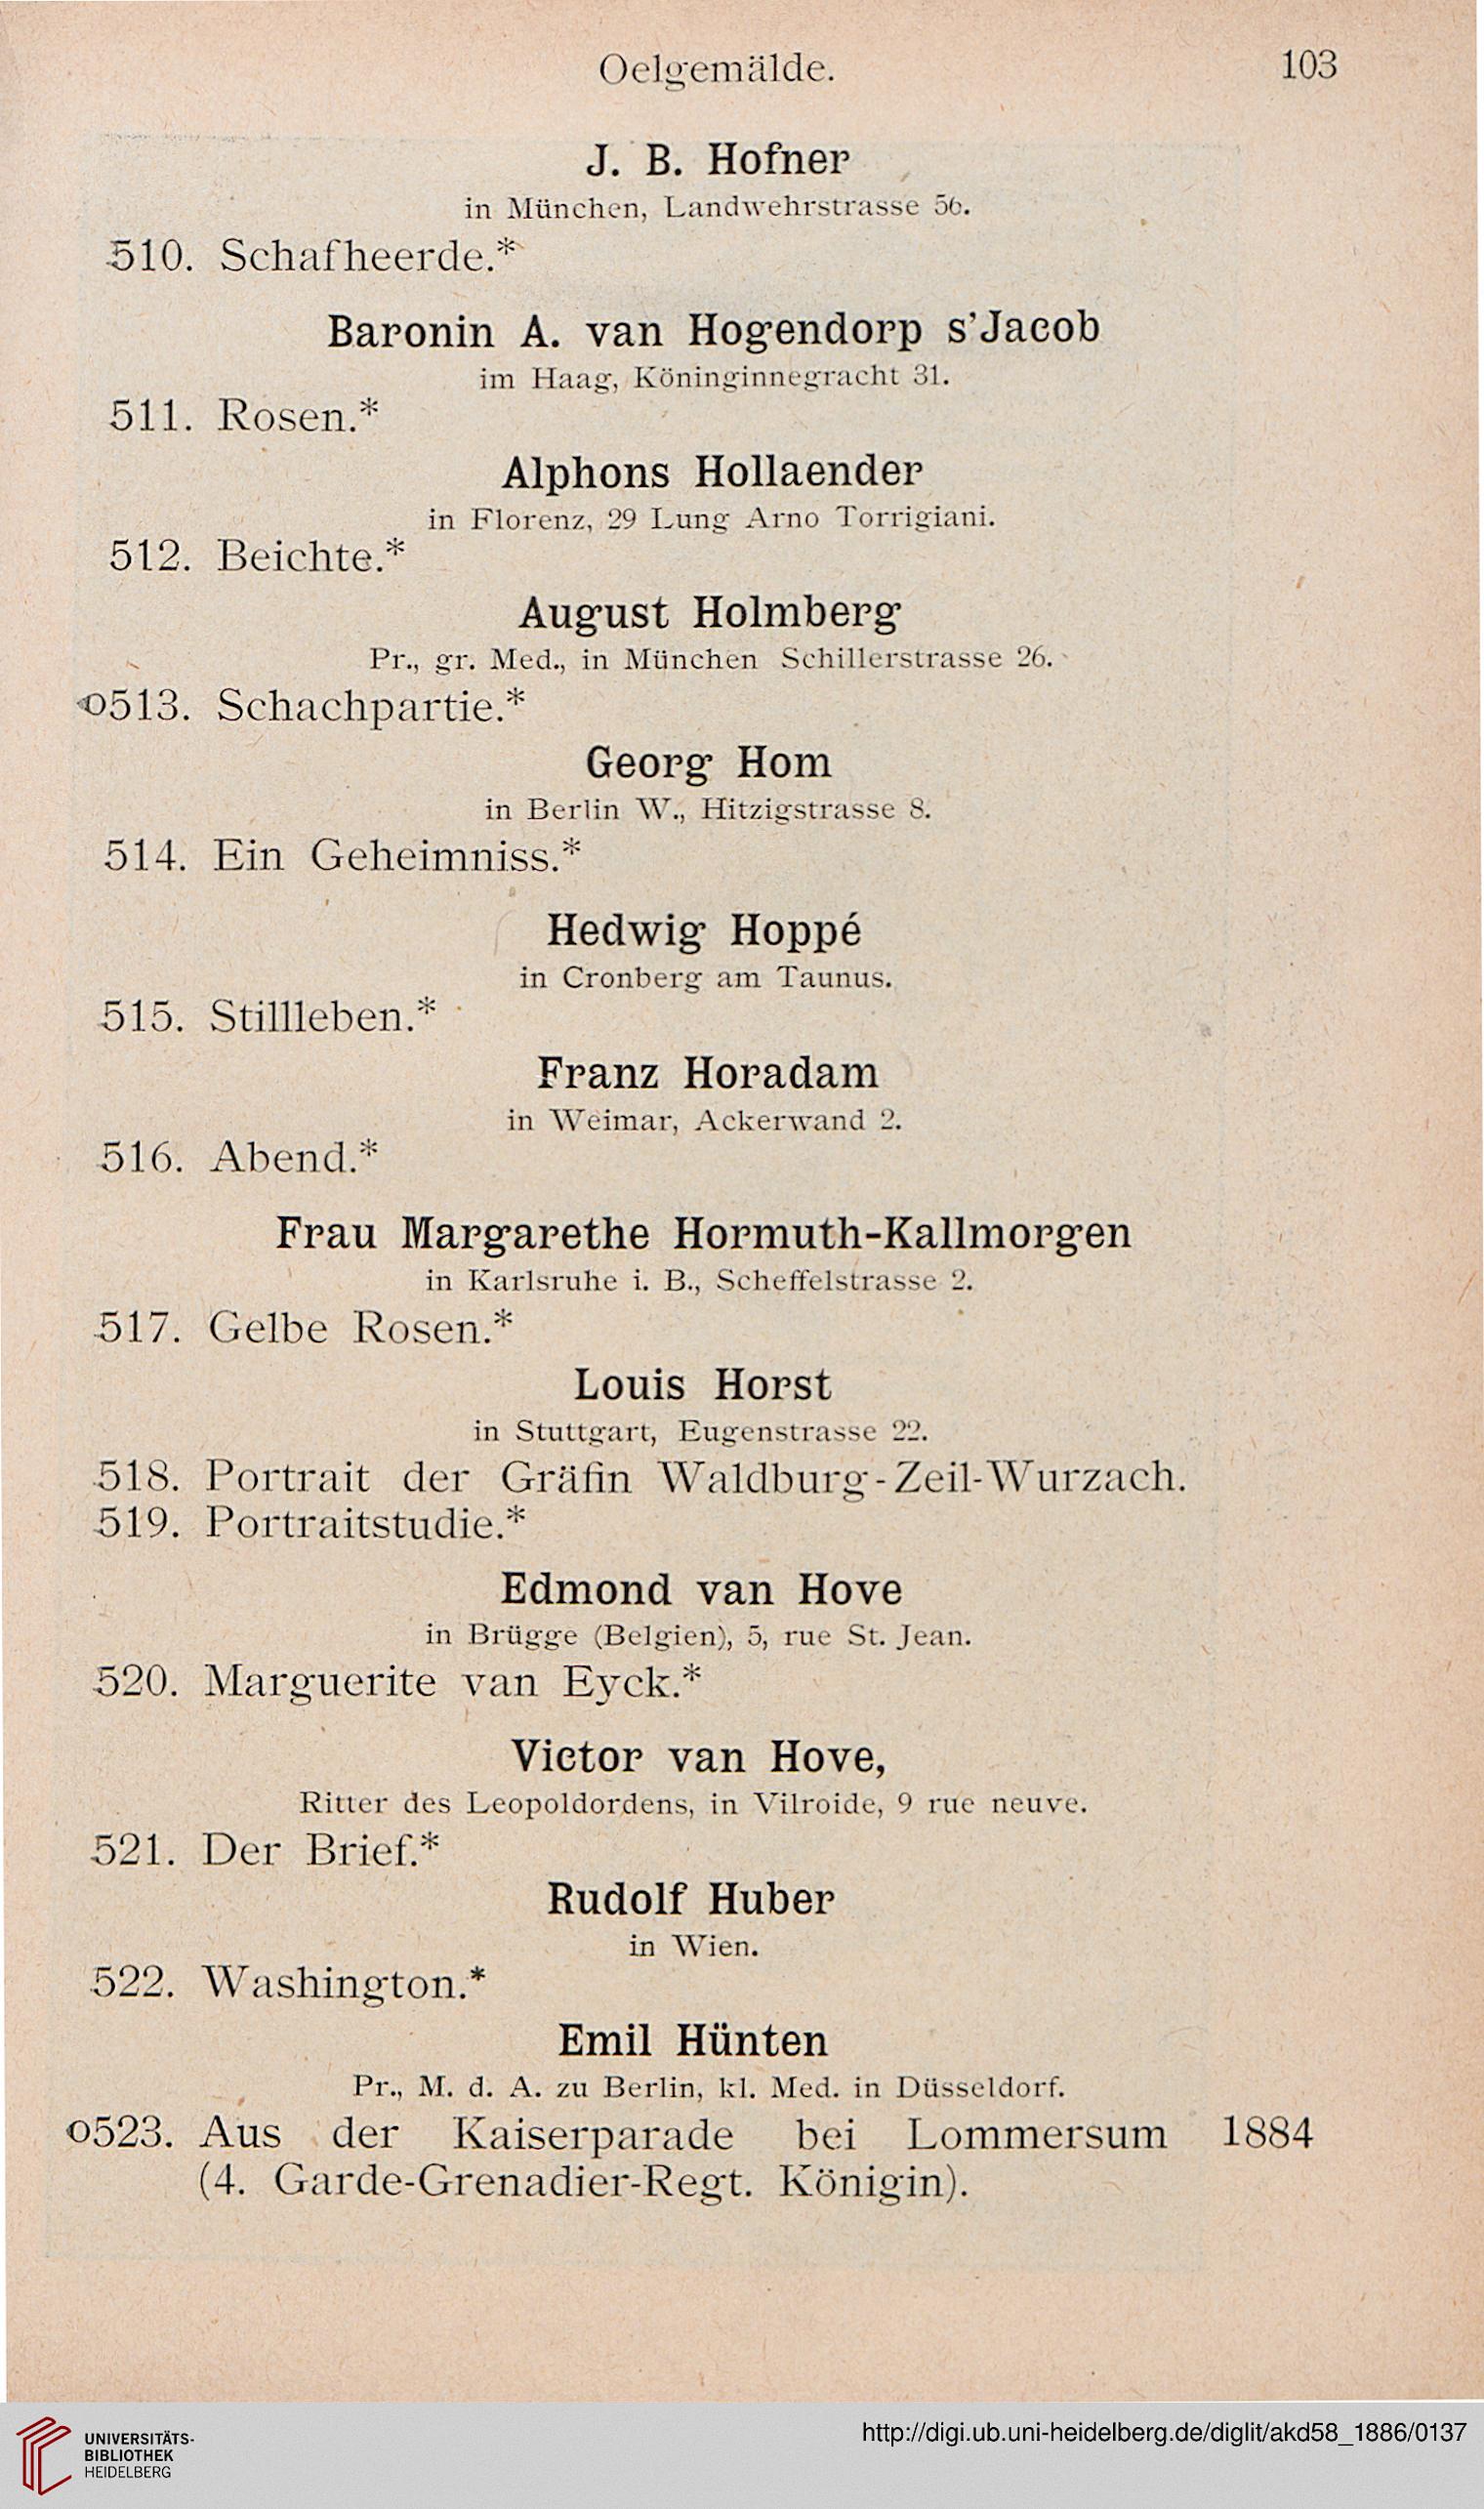 Oelgemälde. 103
J. B. Hofner
in München, Landwehrstrasse 56.
510. Schafheerde.*
Baronin A. van Hogendorp s'Jacob
im Haag, Köninginnegracht 31.
511. Rosen.*
Alphons Hollaender
in Florenz, 29 Lung Arno Torrigiani.
512. Beichte.*
August Holmberg
Pr., gr. Med., in München Schillerstrasse 26.
o513. Schachpartie.*
Georg Hom
in Berlin W., Hitzigstrasse 8.
514. Ein Geheimniss.*
Hedwig Hoppé
in Cronberg am Taunus.
515. Stillleben.*
Franz Horadam
in Weimar, Ackerwand 2.
516. Abend.*
Frau Margarethe Hormuth-Kallmorgen
in Karlsruhe i. B., Scheffelstrasse 2.
517. Gelbe Rosen.*
Louis Horst
in Stuttgart, Eugenstrasse 22.
518. Portrait der Gräfin Waldburg-Zeil-Wurzach.
519. Portraitstudie.*
Edmond van Hove
in Brügge (Belgien), 5, rue St. Jean.
520. Marguerite van Eyck.*
Victor van Hove,
Ritter des Leopoldordens, in Vilroide, 9 rue neuve.
521. Der Brief.*
Rudolf Huber
in Wien.
522. Washington.*
Emil Hünten
Pr., M. d. A. zu Berlin, kl. Med. in Düsseldorf.
o523. Aus der Kaiserparade bei Lommersum 1884
(4. Garde-Grenadier-Regt. Königin).
UNIVERSITÄTS-
BIBLIOTHEK
HEIDELBERG
http://digi.ub.uni-heidelberg.de/diglit/akd58_1886/0137